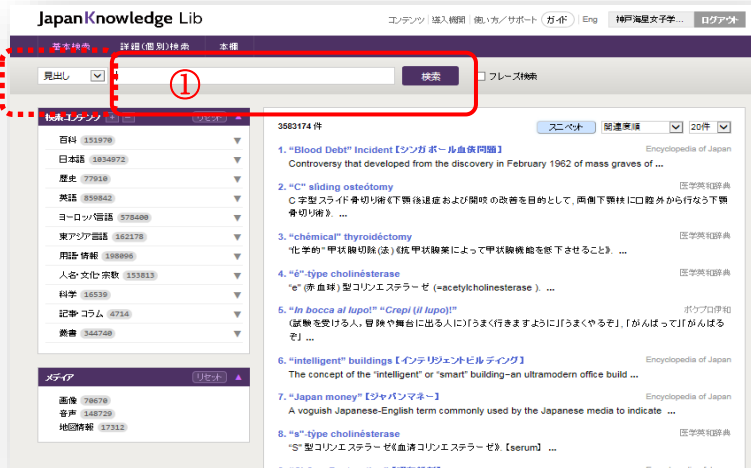 JapanKnowledge Lib
コンテンツ 導入機関 使い方/サポート ガイド Eng 神戸海星女子学... ログアウト
基本検索 詳細(個別)検索 本棚
見出し 検索 フレーズ検索
①
検索コンテンツ + − リセット
百科 151970
日本語 1034972
歴史 77910
英語 859842
ヨーロッパ言語 578400
東アジア言語 162178
用語・情報 198096
人名・文化・宗教 153813
科学 16539
記事・コラム 4714
叢書 344740
メディア リセット
画像 70670
音声 148729
地図情報 17312
3583174 件 スニペット 関連度順 20件
1. “Blood Debt” Incident【シンガポール血債問題】 Encyclopedia of Japan
Controversy that developed from the discovery in February 1962 of mass graves of ...
2. “C” sliding osteótomy 医学英和辞典
C 字型スライド骨切り術《下顎後退症および開咬の改善を目的として, 両側下顎枝に口腔外から行なう下顎
骨切り術》. ...
3. “chémical” thyroidéctomy 医学英和辞典
“化学的” 甲状腺切除(法)《抗甲状腺薬によって甲状腺機能を低下させること》. ...
4. “é”-týpe cholinésterase 医学英和辞典
“e” (赤血球) 型コリンエステラーゼ (=acetylcholinesterase ). ...
5. “In bocca al lupo!” “Crepi (il lupo)!” ポケプロ伊和
(試験を受ける人，冒険や舞台に出る人に)「うまく行きますように」「うまくやるぞ」,「がんばって」「がんばる
ぞ」 ...
6. “intelligent” buildings【インテリジェントビルディング】 Encyclopedia of Japan
The concept of the “intelligent” or “smart” building–an ultramodern office build ...
7. “Japan money”【ジャパンマネー】 Encyclopedia of Japan
A voguish Japanese-English term commonly used by the Japanese media to indicate ...
8. “s”-týpe cholinésterase 医学英和辞典
“S” 型コリンエステラーゼ《血清コリンエステラーゼ》.【serum】 ...